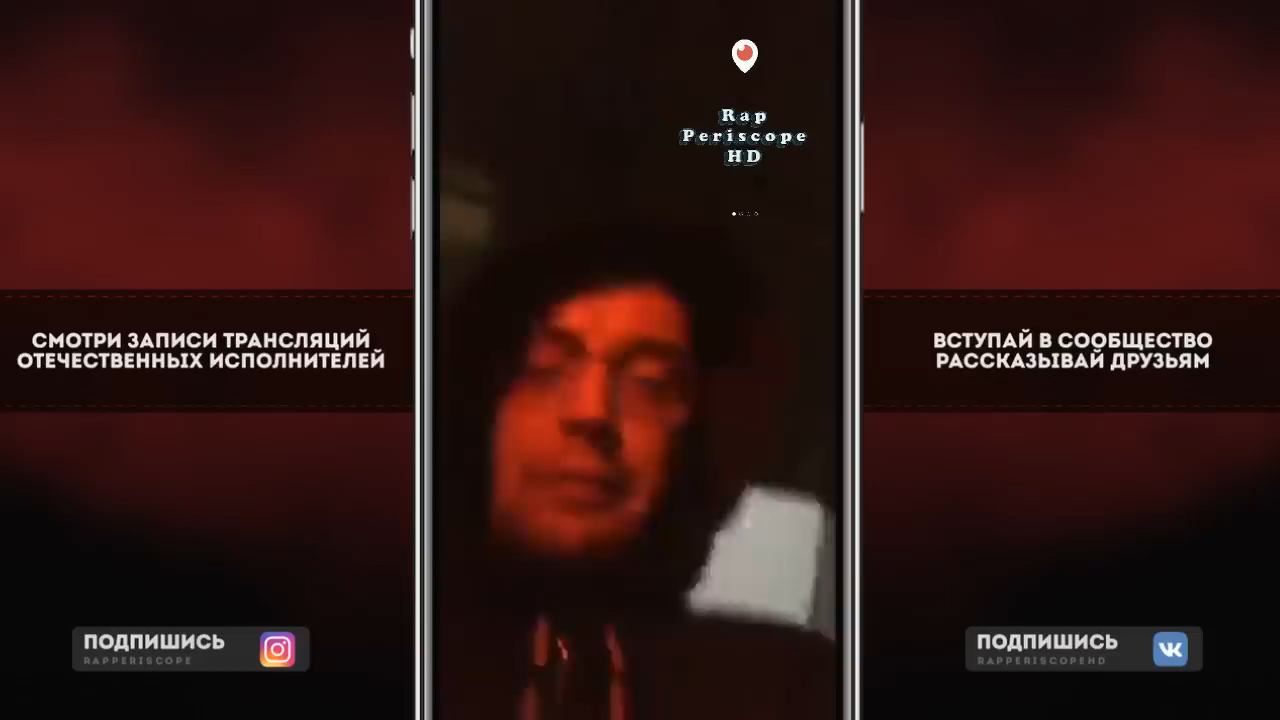 Rap
Periscope
HD
СМОТРИ ЗАПИСИ ТРАНСЛЯЦИЙ
ОТЕЧЕСТВЕННЫХ ИСПОЛНИТЕЛЕЙ
ВСТУПАЙ В СООБЩЕСТВО
РАССКАЗЫВАЙ ДРУЗЬЯМ
ПОДПИШИСЬ
RAPPERISCOPE
ПОДПИШИСЬ
RAPPERISCOPEHD